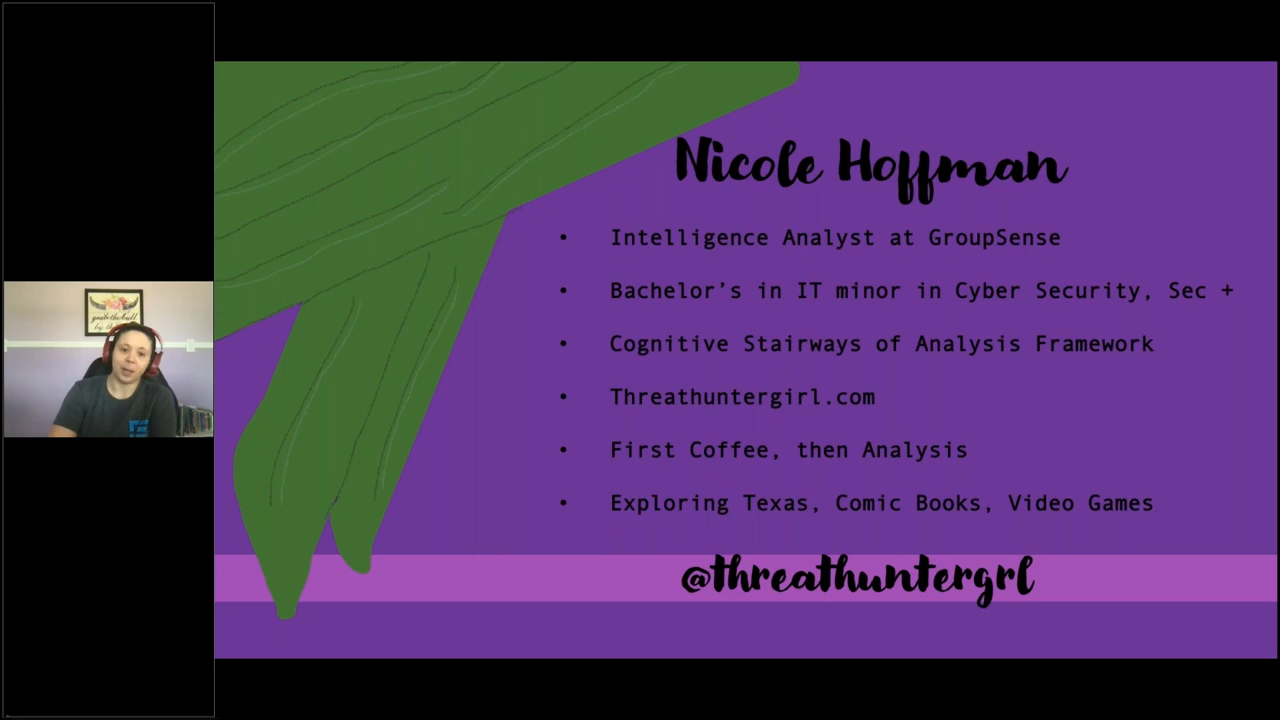 Nicole Hoffman
• Intelligence Analyst at GroupSense
• Bachelor’s in IT minor in Cyber Security, Sec +
• Cognitive Stairways of Analysis Framework
• Threathuntergirl.com
• First Coffee, then Analysis
• Exploring Texas, Comic Books, Video Games
@threathuntergrl